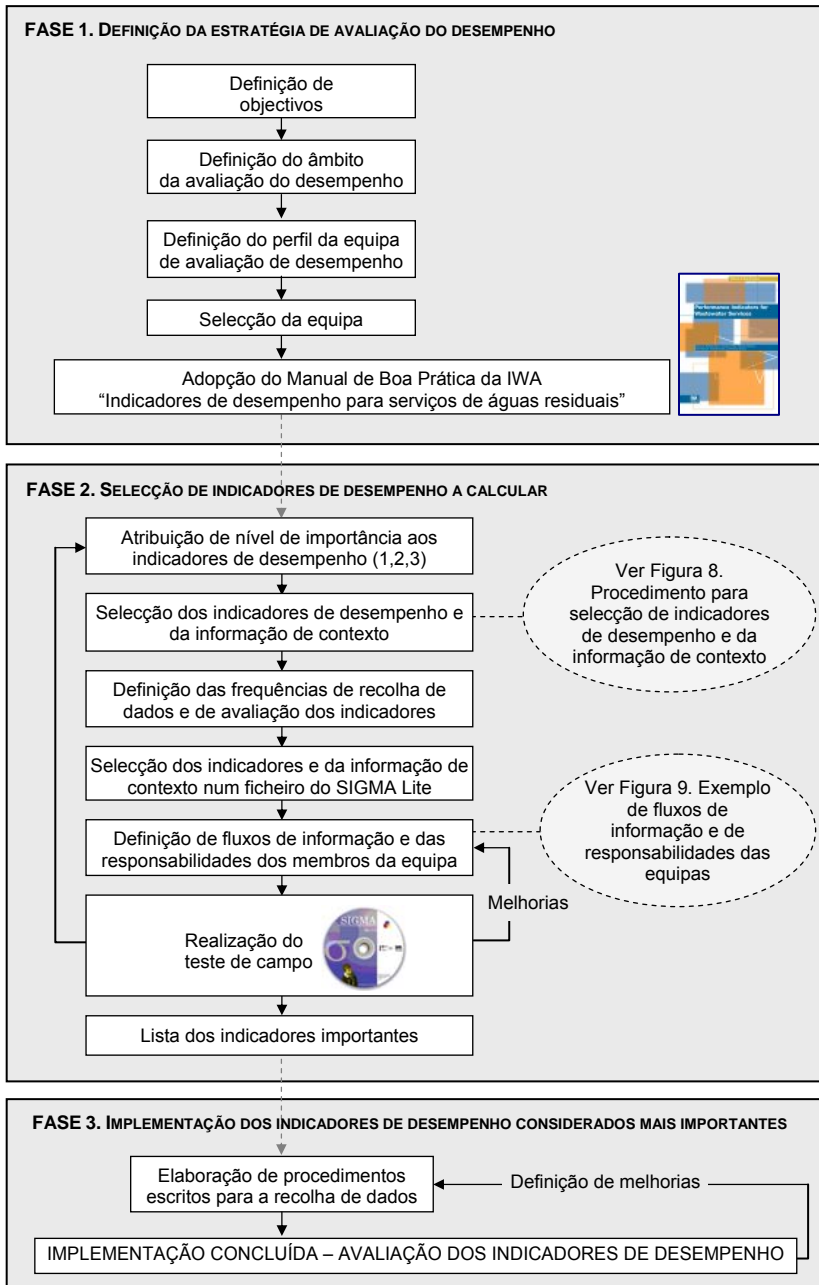 FASE 1. DEFINIÇÃO DA ESTRATÉGIA DE AVALIAÇÃO DO DESEMPENHO
Definição de
objectivos
Definição do âmbito
da avaliação do desempenho
Definição do perfil da equipa
de avaliação de desempenho
Selecção da equipa
Performance Indicators for
Wastewater Services
Adopção do Manual de Boa Prática da IWA
“Indicadores de desempenho para serviços de águas residuais”
FASE 2. SELECÇÃO DE INDICADORES DE DESEMPENHO A CALCULAR
Atribuição de nível de importância aos
indicadores de desempenho (1,2,3)
Selecção dos indicadores de desempenho e
da informação de contexto
Ver Figura 8.
Procedimento para
selecção de indicadores
de desempenho e da
informação de contexto
Definição das frequências de recolha de
dados e de avaliação dos indicadores
Selecção dos indicadores e da informação de
contexto num ficheiro do SIGMA Lite
Definição de fluxos de informação e das
responsabilidades dos membros da equipa
Ver Figura 9. Exemplo
de fluxos de
informação e de
responsabilidades das
equipas
Melhorias
Realização do
teste de campo
SIGMA
Lista dos indicadores importantes
FASE 3. IMPLEMENTAÇÃO DOS INDICADORES DE DESEMPENHO CONSIDERADOS MAIS IMPORTANTES
Elaboração de procedimentos
escritos para a recolha de dados
Definição de melhorias
IMPLEMENTAÇÃO CONCLUÍDA – AVALIAÇÃO DOS INDICADORES DE DESEMPENHO